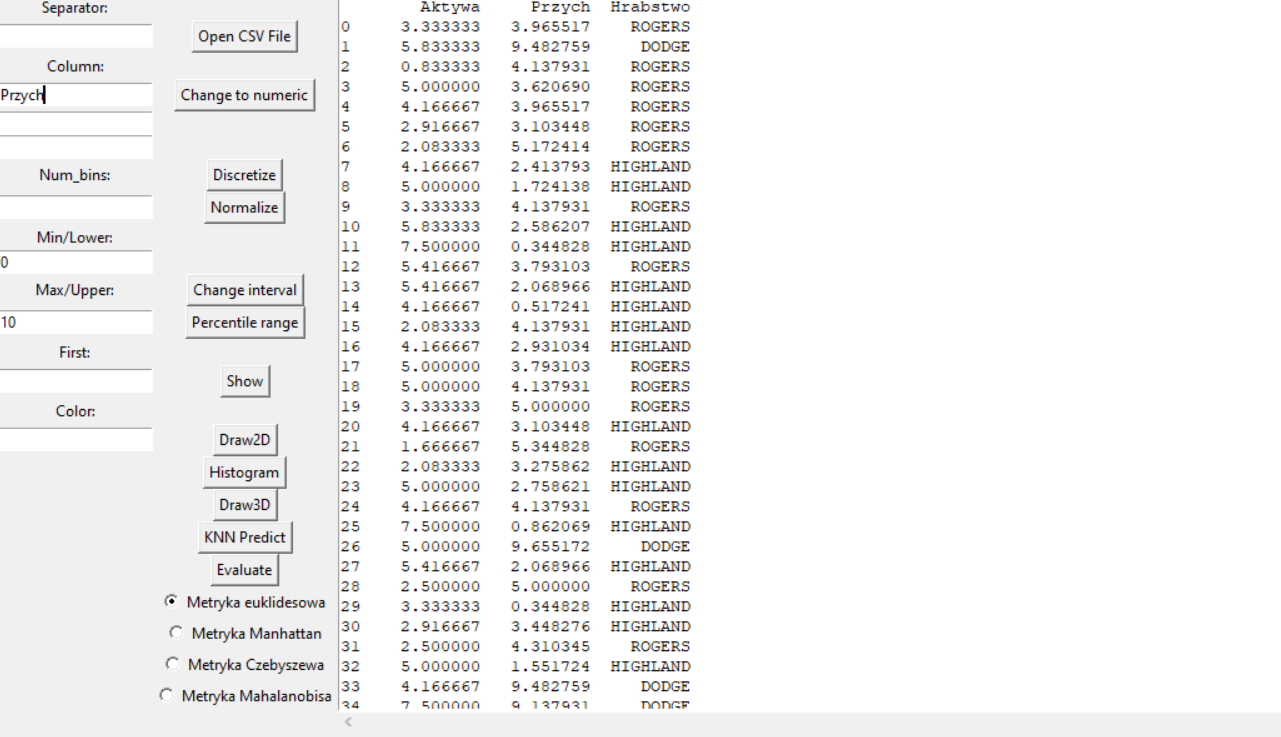 Separator:
Open CSV File
Column:
Przych
Change to numeric
Num_bins:
Discretize
Normalize
Min/Lower:
0
Max/Upper:
10
Change interval
Percentile range
First:
Show
Color:
Draw2D
Histogram
Draw3D
KNN Predict
Evaluate
Metryka euklidesowa
Metryka Manhattan
Metryka Czebyszewa
Metryka Mahalanobisa
Aktywa Przych Hrabstwo
0 3.333333 3.965517 ROGERS
1 5.833333 9.482759 DODGE
2 0.833333 4.137931 ROGERS
3 5.000000 3.620690 ROGERS
4 4.166667 3.965517 ROGERS
5 2.916667 3.103448 ROGERS
6 2.083333 5.172414 ROGERS
7 4.166667 2.413793 HIGHLAND
8 5.000000 1.724138 HIGHLAND
9 3.333333 4.137931 ROGERS
10 5.833333 2.586207 HIGHLAND
11 7.500000 0.344828 HIGHLAND
12 5.416667 3.793103 ROGERS
13 5.416667 2.068966 HIGHLAND
14 4.166667 0.517241 HIGHLAND
15 2.083333 4.137931 HIGHLAND
16 4.166667 2.931034 HIGHLAND
17 5.000000 3.793103 ROGERS
18 5.000000 4.137931 ROGERS
19 3.333333 5.000000 ROGERS
20 4.166667 3.103448 HIGHLAND
21 1.666667 5.344828 ROGERS
22 2.083333 3.275862 HIGHLAND
23 5.000000 2.758621 HIGHLAND
24 4.166667 4.137931 ROGERS
25 7.500000 0.862069 HIGHLAND
26 5.000000 9.655172 DODGE
27 5.416667 2.068966 HIGHLAND
28 2.500000 5.000000 ROGERS
29 3.333333 0.344828 HIGHLAND
30 2.916667 3.448276 HIGHLAND
31 2.500000 4.310345 ROGERS
32 5.000000 1.551724 HIGHLAND
33 4.166667 9.482759 DODGE
34 7.500000 9.137931 DODGE